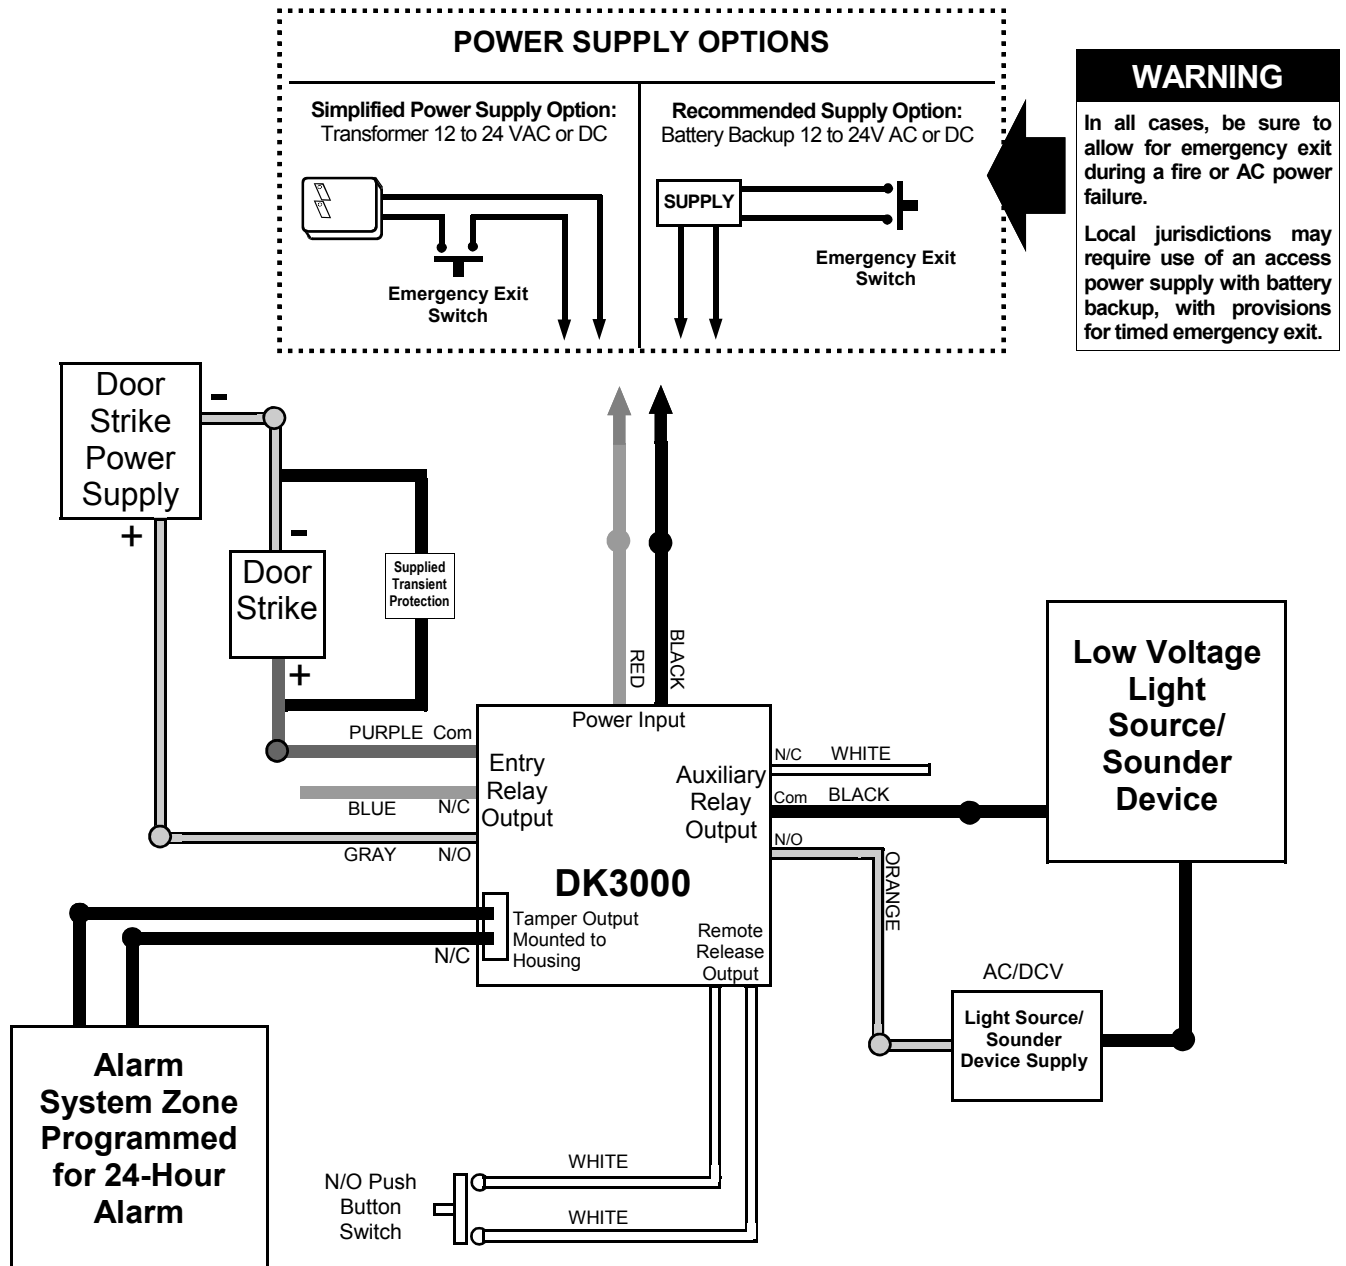 POWER SUPPLY OPTIONS
Simplified Power Supply Option:
Transformer 12 to 24 VAC or DC
Emergency Exit
Switch
Recommended Supply Option:
Battery Backup 12 to 24V AC or DC
SUPPLY
Emergency Exit
Switch
WARNING
In all cases, be sure to
allow for emergency exit
during a fire or AC power
failure.
Local jurisdictions may
require use of an access
power supply with battery
backup, with provisions
for timed emergency exit.
Door
Strike
Power
Supply
-
+
-
Door
Strike
+
Supplied
Transient
Protection
RED
BLACK
Power Input
PURPLE Com
BLUE N/C
GRAY N/O
Entry
Relay
Output
Auxiliary
Relay
Output
N/C WHITE
Com BLACK
N/O
ORANGE
DK3000
Tamper Output
Mounted to
Housing
N/C
Remote
Release
Output
Low Voltage
Light
Source/
Sounder
Device
AC/DCV
Light Source/
Sounder
Device Supply
Alarm
System Zone
Programmed
for 24-Hour
Alarm
N/O Push
Button
Switch
WHITE
WHITE